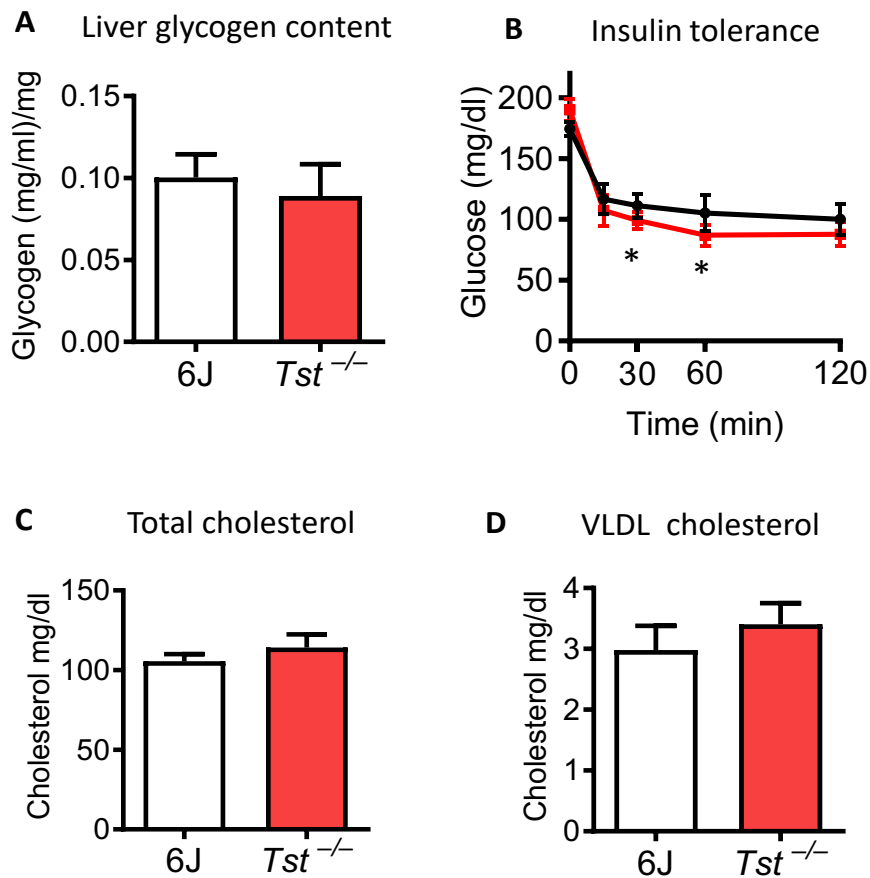 A Liver glycogen content
Glycogen (mg/ml)/mg
0.15
0.10
0.05
0.00
6J Tst –/–
B Insulin tolerance
Glucose (mg/dl)
200
150
100
50
0
* *
0 30 60 120
Time (min)
C Total cholesterol
Cholesterol mg/dl
150
100
50
0
6J Tst –/–
D VLDL cholesterol
Cholesterol mg/dl
4
3
2
1
0
6J Tst –/–